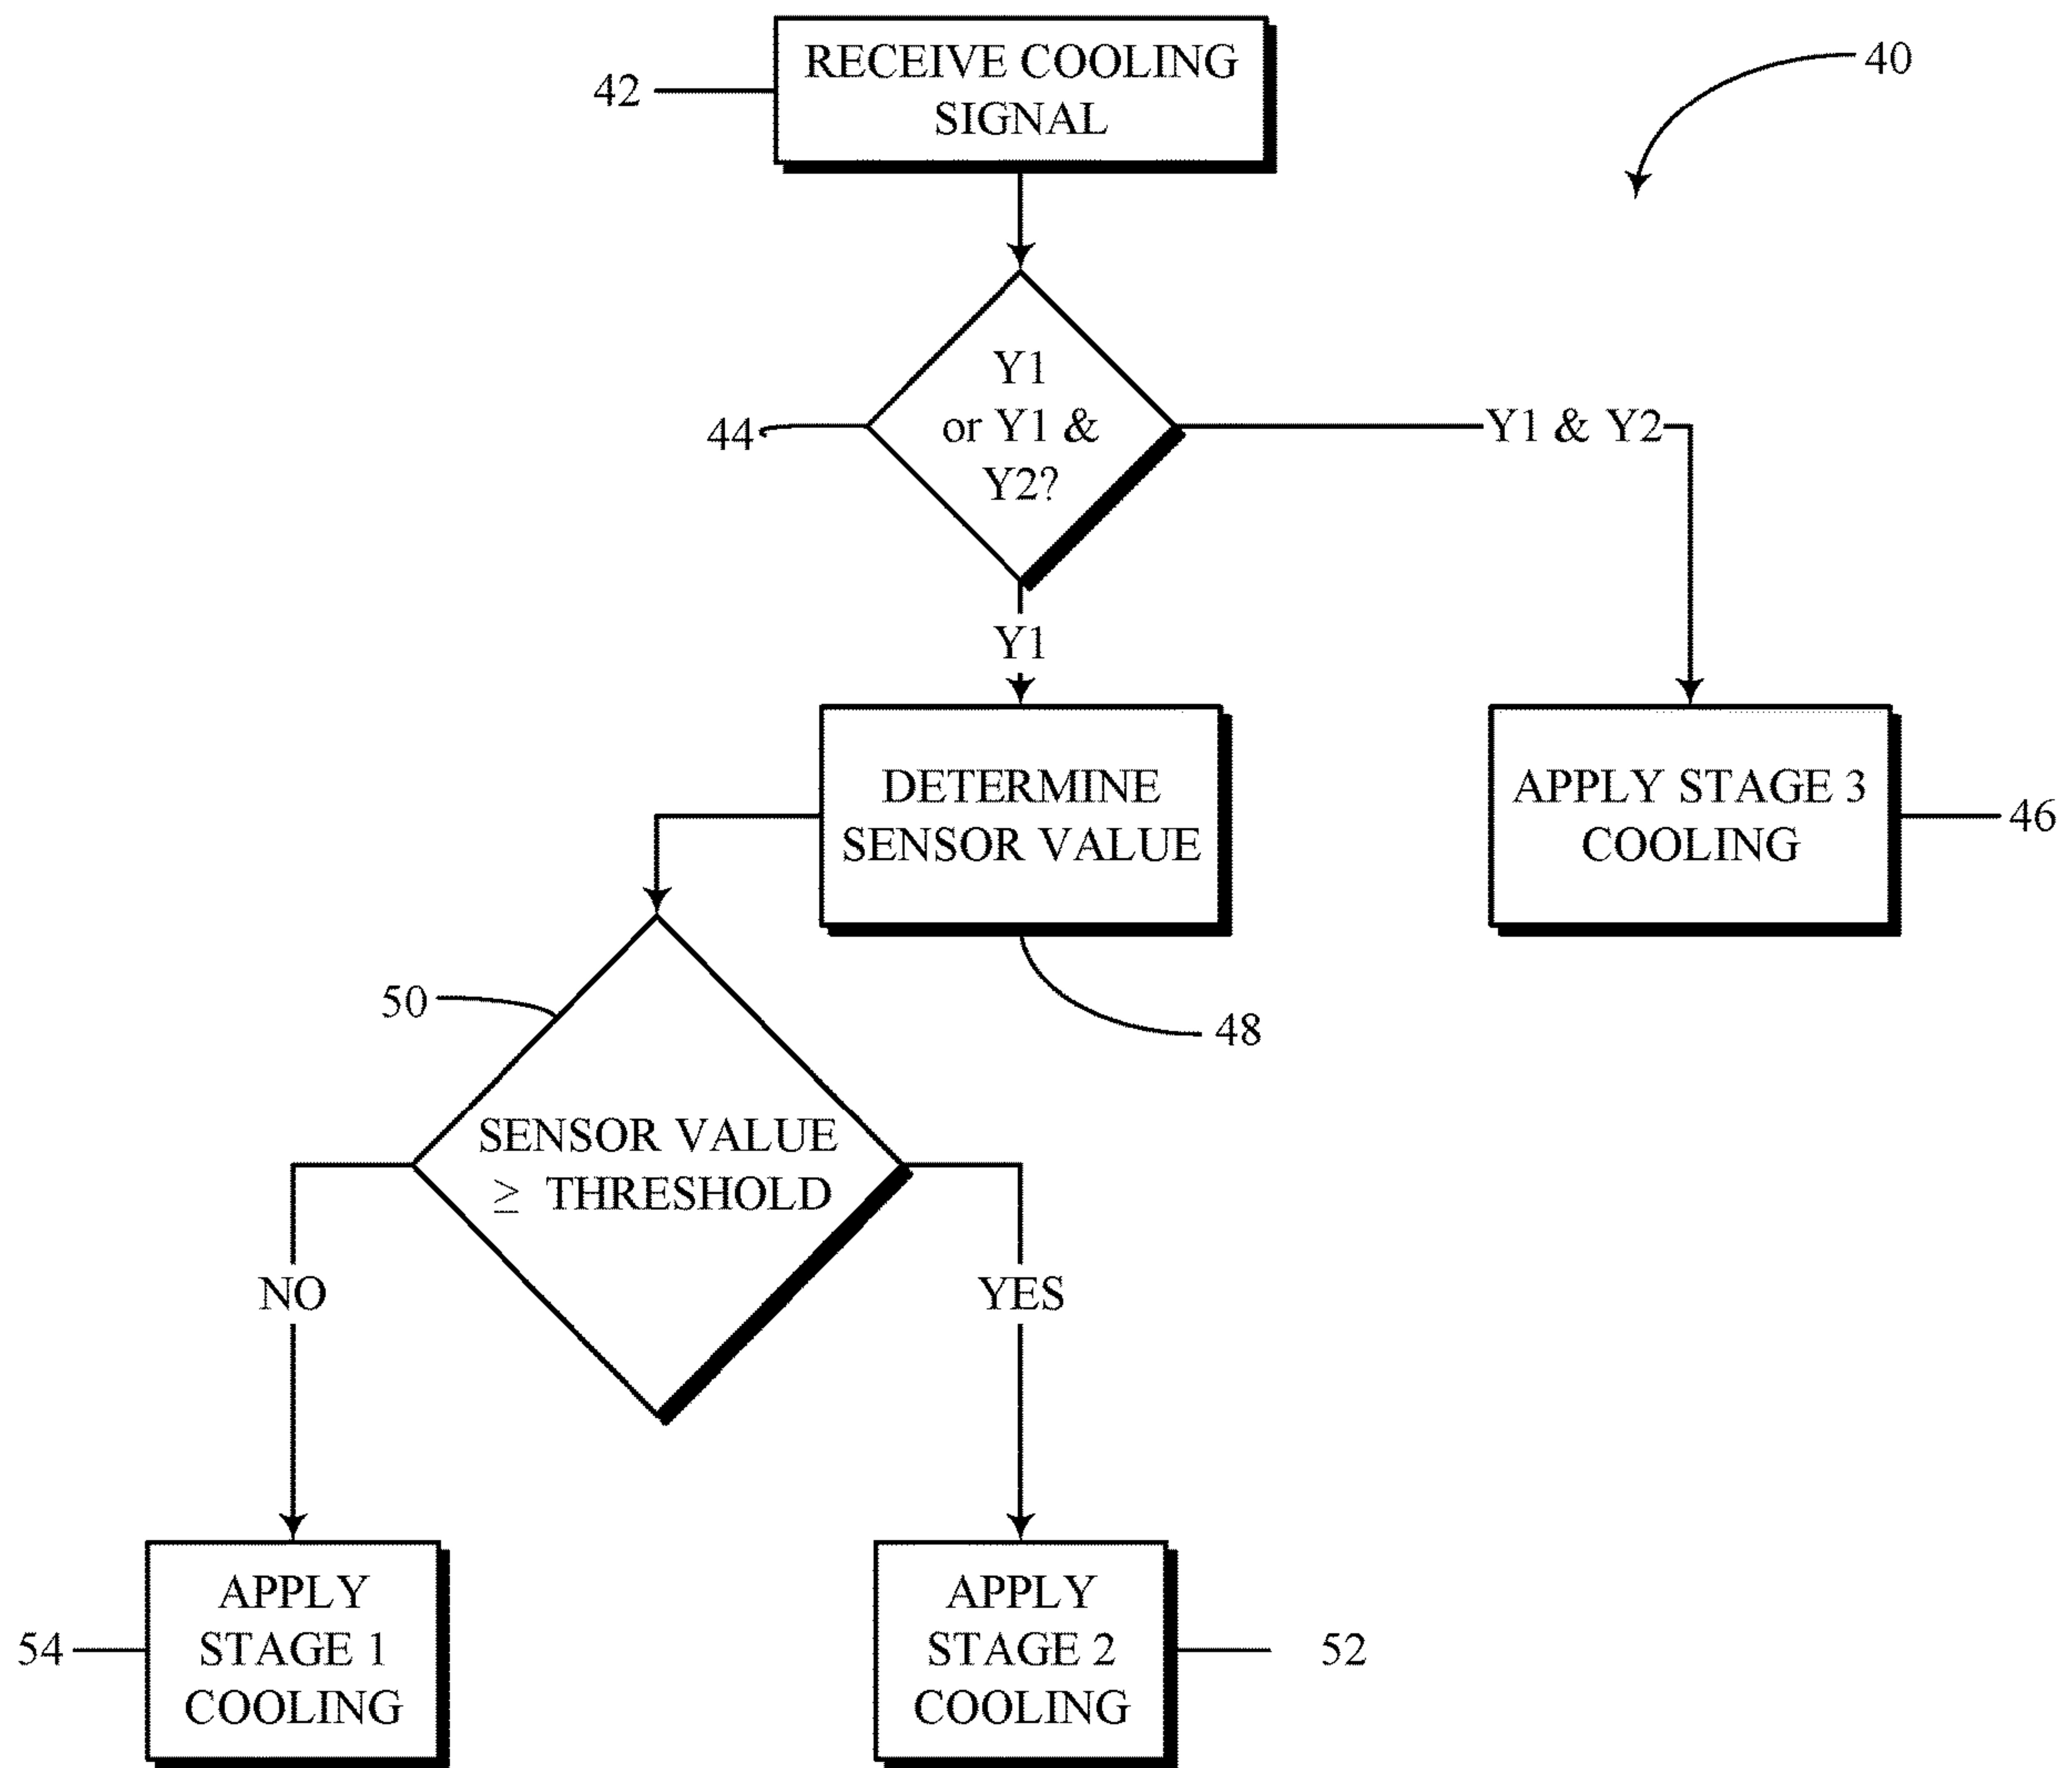 RECEIVE COOLING
SIGNAL
42
40
Y1
or Y1 &
Y2?
44
Y1 & Y2
Y1
DETERMINE
SENSOR VALUE
APPLY STAGE 3
COOLING
46
50
48
SENSOR VALUE
≥ THRESHOLD
NO
YES
APPLY
STAGE 1
COOLING
54
APPLY
STAGE 2
COOLING
52